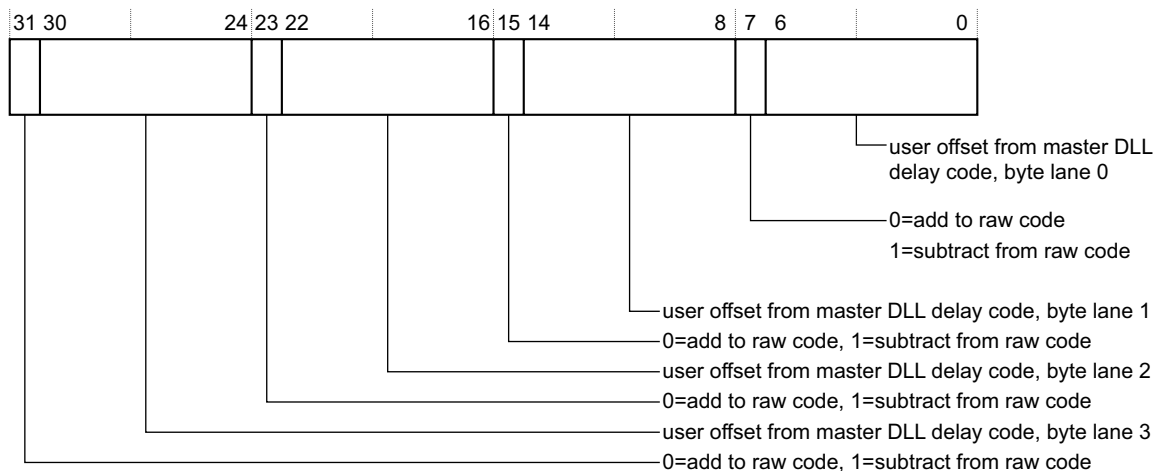 31 30 24 23 22 16 15 14 8 7 6 0
user offset from master DLL
delay code, byte lane 0
0=add to raw code
1=subtract from raw code
user offset from master DLL delay code, byte lane 1
0=add to raw code, 1=subtract from raw code
user offset from master DLL delay code, byte lane 2
0=add to raw code, 1=subtract from raw code
user offset from master DLL delay code, byte lane 3
0=add to raw code, 1=subtract from raw code